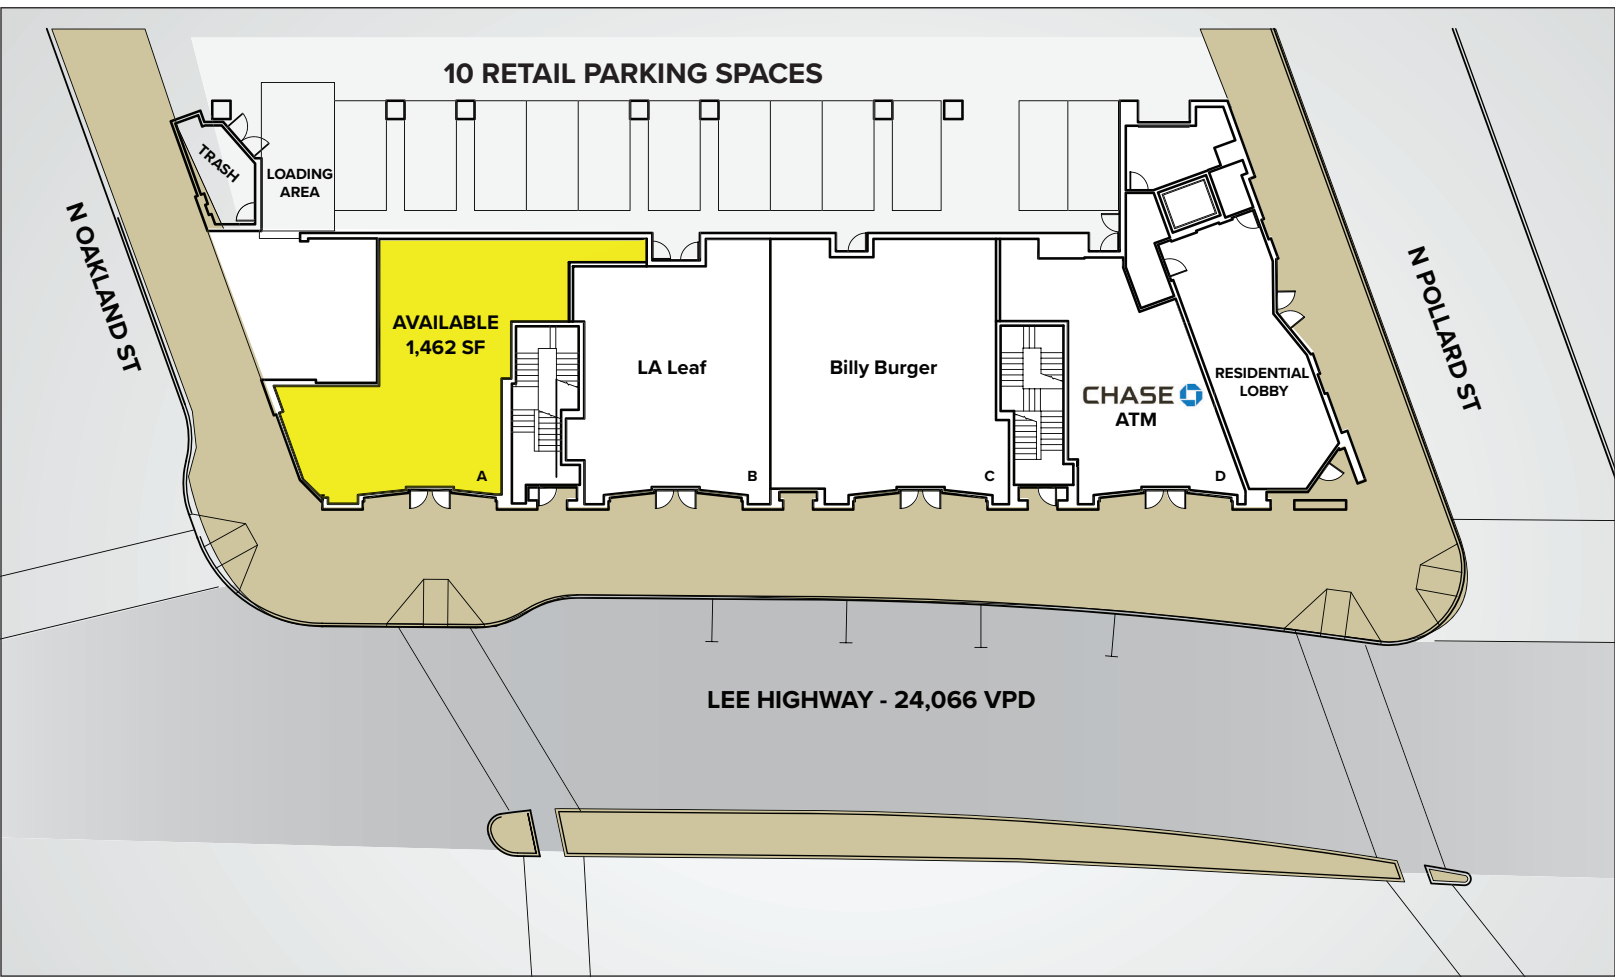 10 RETAIL PARKING SPACES
TRASH
LOADING
AREA
N OAKLAND ST
N POLLARD ST
AVAILABLE
1,462 SF
A
LA Leaf
B
Billy Burger
C
CHASE
ATM
D
RESIDENTIAL
LOBBY
LEE HIGHWAY - 24,066 VPD